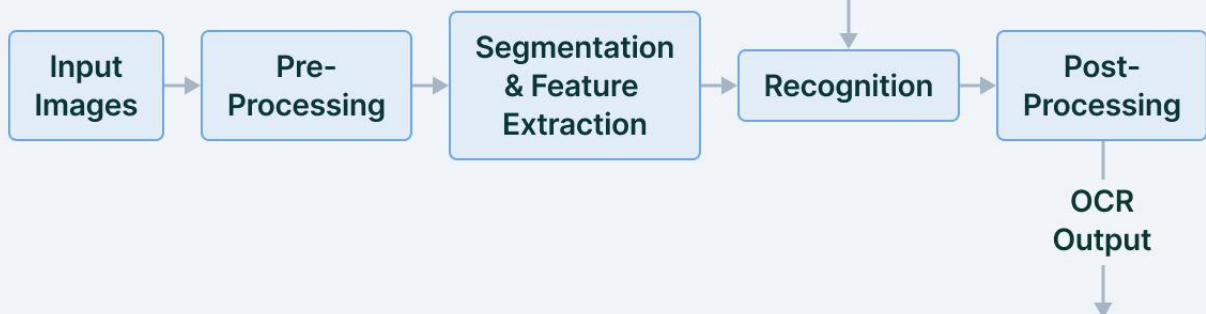 Input
Images
Pre-
Processing
Segmentation
& Feature
Extraction
Recognition
Post-
Processing
OCR
Output